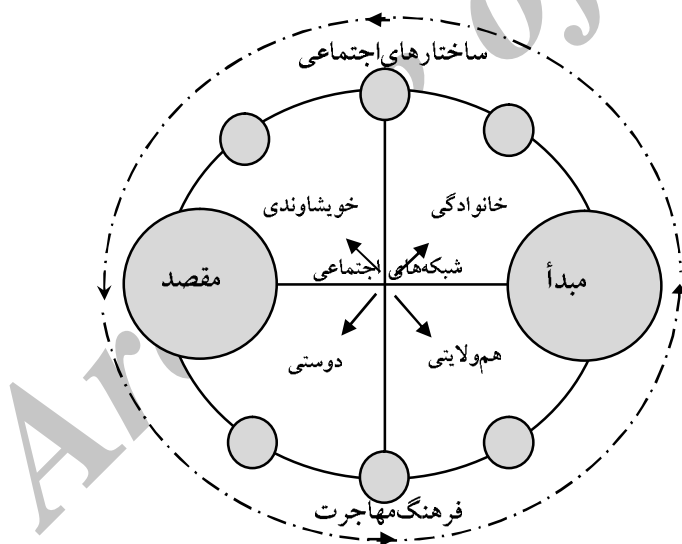 ساختارهای اجتماعی
خانوادگی
خویشاوندی
شبکه‌های اجتماعی
مبدأ
مقصد
هم‌ولایتی
دوستی
فرهنگ مهاجرت